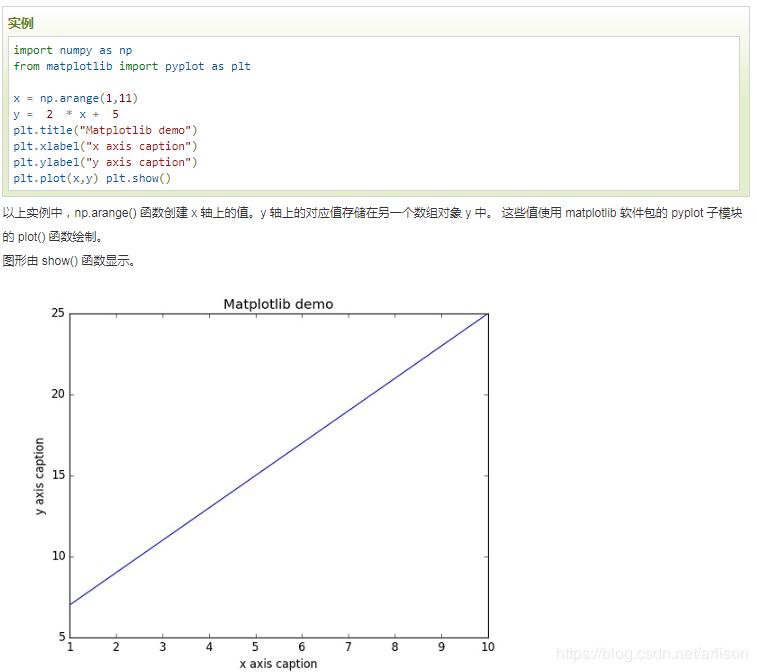 实例
import numpy as np
from matplotlib import pyplot as plt
x = np.arange(1,11)
y =  2  * x +  5
plt.title("Matplotlib demo")
plt.xlabel("x axis caption")
plt.ylabel("y axis caption")
plt.plot(x,y) plt.show()
以上实例中，np.arange() 函数创建 x 轴上的值。y 轴上的对应值存储在另一个数组对象 y 中。 这些值使用 matplotlib 软件包的 pyplot 子模块
的 plot() 函数绘制。
图形由 show() 函数显示。
Matplotlib demo
25
20
15
10
5
y axis caption
1 2 3 4 5 6 7 8 9 10
x axis caption
https://blog.csdn.net/arlison